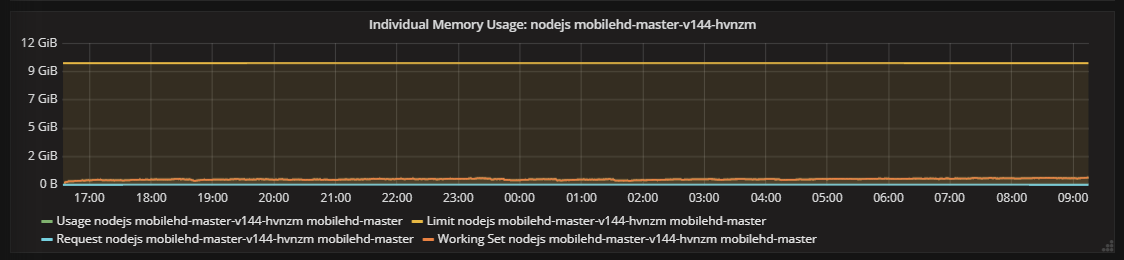 Individual Memory Usage: nodejs mobilehd-master-v144-hvnzm
12 GiB
9 GiB
7 GiB
5 GiB
2 GiB
0 B
17:00 18:00 19:00 20:00 21:00 22:00 23:00 00:00 01:00 02:00 03:00 04:00 05:00 06:00 07:00 08:00 09:00
Usage nodejs mobilehd-master-v144-hvnzm mobilehd-master Limit nodejs mobilehd-master-v144-hvnzm mobilehd-master
Request nodejs mobilehd-master-v144-hvnzm mobilehd-master Working Set nodejs mobilehd-master-v144-hvnzm mobilehd-master